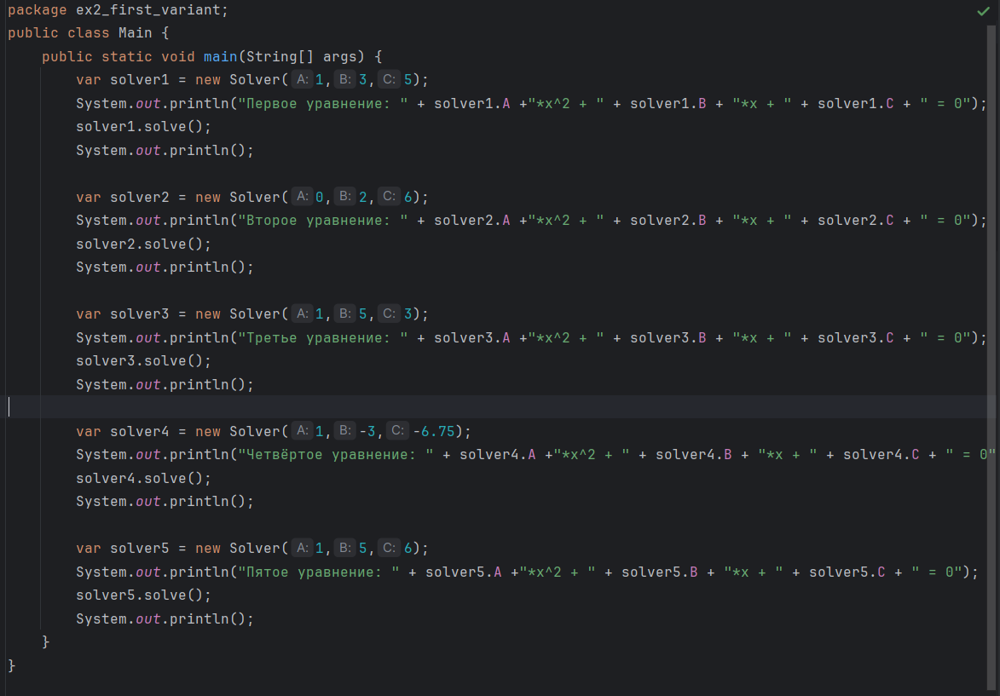 package ex2_first_variant;
public class Main {
    public static void main(String[] args) {
        var solver1 = new Solver( A: 1, B: 3, C: 5);
        System.out.println("Первое уравнение: " + solver1.A +"*x^2 + " + solver1.B + "*x + " + solver1.C + " = 0");
        solver1.solve();
        System.out.println();

        var solver2 = new Solver( A: 0, B: 2, C: 6);
        System.out.println("Второе уравнение: " + solver2.A +"*x^2 + " + solver2.B + "*x + " + solver2.C + " = 0");
        solver2.solve();
        System.out.println();

        var solver3 = new Solver( A: 1, B: 5, C: 3);
        System.out.println("Третье уравнение: " + solver3.A +"*x^2 + " + solver3.B + "*x + " + solver3.C + " = 0");
        solver3.solve();
        System.out.println();

        var solver4 = new Solver( A: 1, B: -3, C: -6.75);
        System.out.println("Четвёртое уравнение: " + solver4.A +"*x^2 + " + solver4.B + "*x + " + solver4.C + " = 0"
        solver4.solve();
        System.out.println();

        var solver5 = new Solver( A: 1, B: 5, C: 6);
        System.out.println("Пятое уравнение: " + solver5.A +"*x^2 + " + solver5.B + "*x + " + solver5.C + " = 0");
        solver5.solve();
        System.out.println();
    }
}